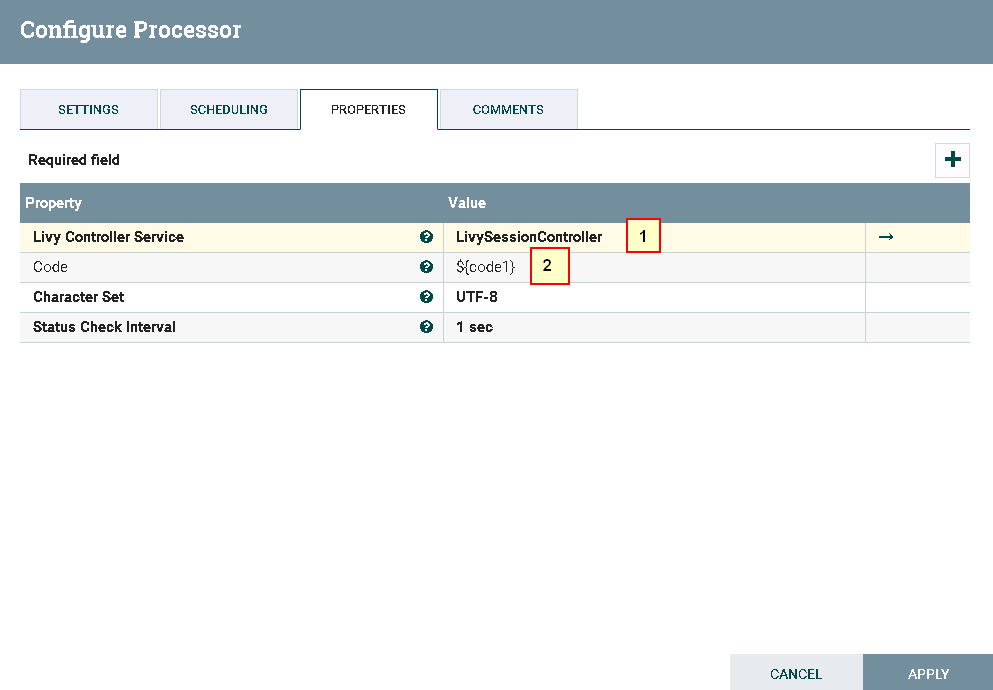 Configure Processor
SETTINGS SCHEDULING PROPERTIES COMMENTS
Required field
Property Value
Livy Controller Service LivySessionController 1
Code ${code1} 2
Character Set UTF-8
Status Check Interval 1 sec
CANCEL APPLY